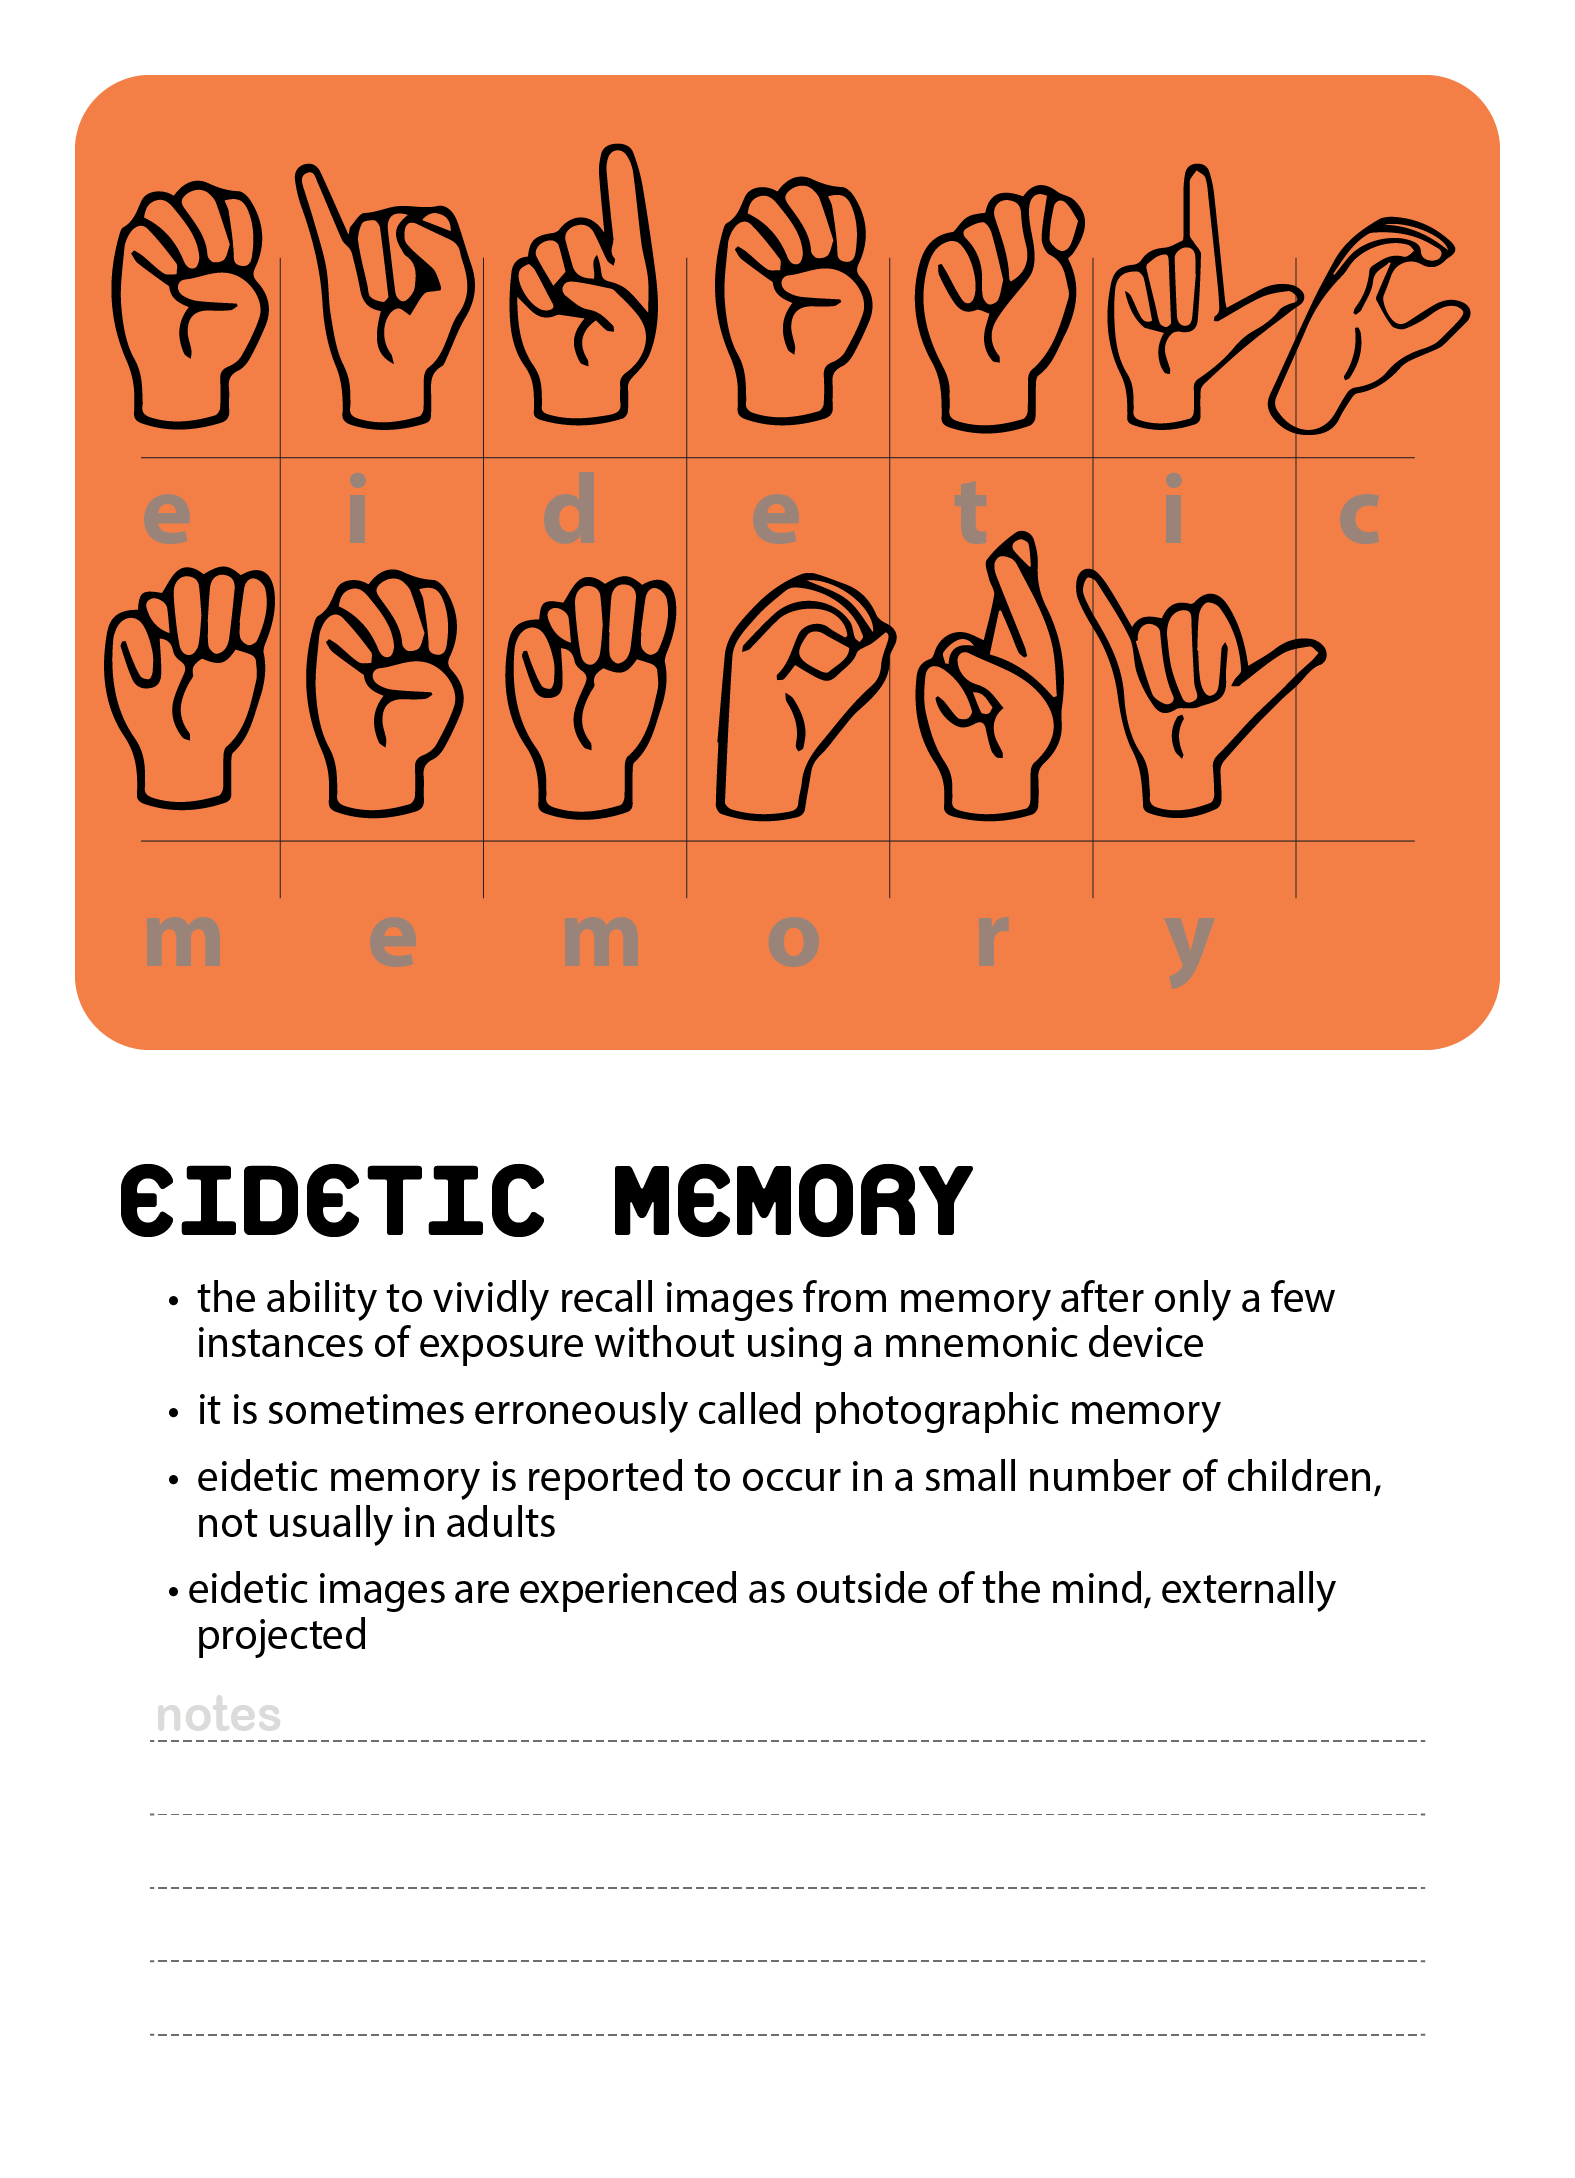 e i d e t i c
m e m o r y
EIDETIC MEMORY
• the ability to vividly recall images from memory after only a few
instances of exposure without using a mnemonic device
• it is sometimes erroneously called photographic memory
• eidetic memory is reported to occur in a small number of children,
not usually in adults
• eidetic images are experienced as outside of the mind, externally
projected
notes